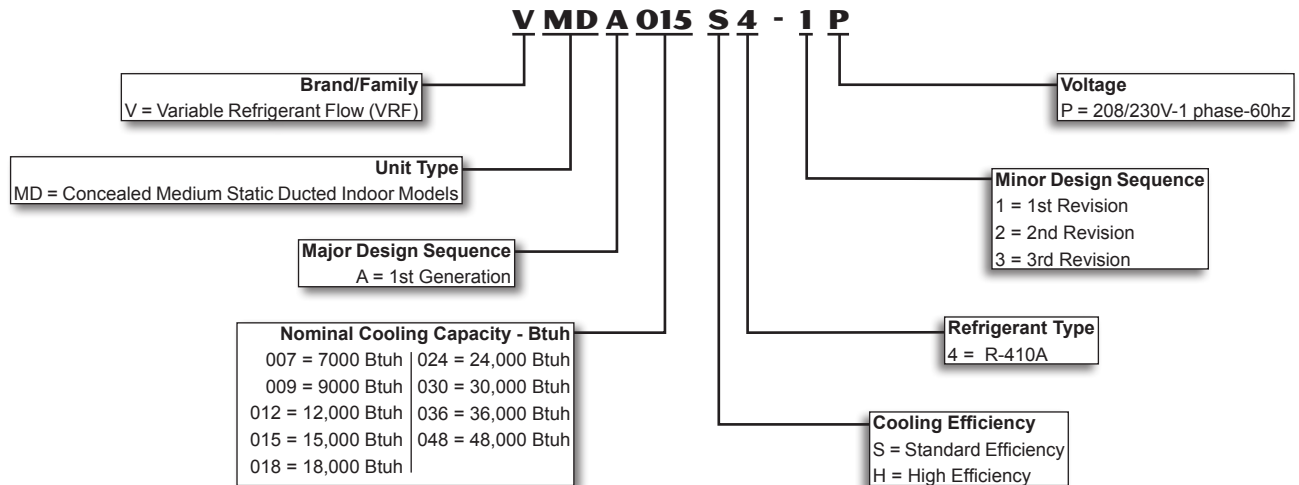 V MD A 015 S 4 - 1 P
Brand/Family
V = Variable Refrigerant Flow (VRF)
Unit Type
MD = Concealed Medium Static Ducted Indoor Models
Major Design Sequence
A = 1st Generation
Nominal Cooling Capacity - Btuh
007 = 7000 Btuh 024 = 24,000 Btuh
009 = 9000 Btuh 030 = 30,000 Btuh
012 = 12,000 Btuh 036 = 36,000 Btuh
015 = 15,000 Btuh 048 = 48,000 Btuh
018 = 18,000 Btuh
Voltage
P = 208/230V-1 phase-60hz
Minor Design Sequence
1 = 1st Revision
2 = 2nd Revision
3 = 3rd Revision
Refrigerant Type
4 = R-410A
Cooling Efficiency
S = Standard Efficiency
H = High Efficiency